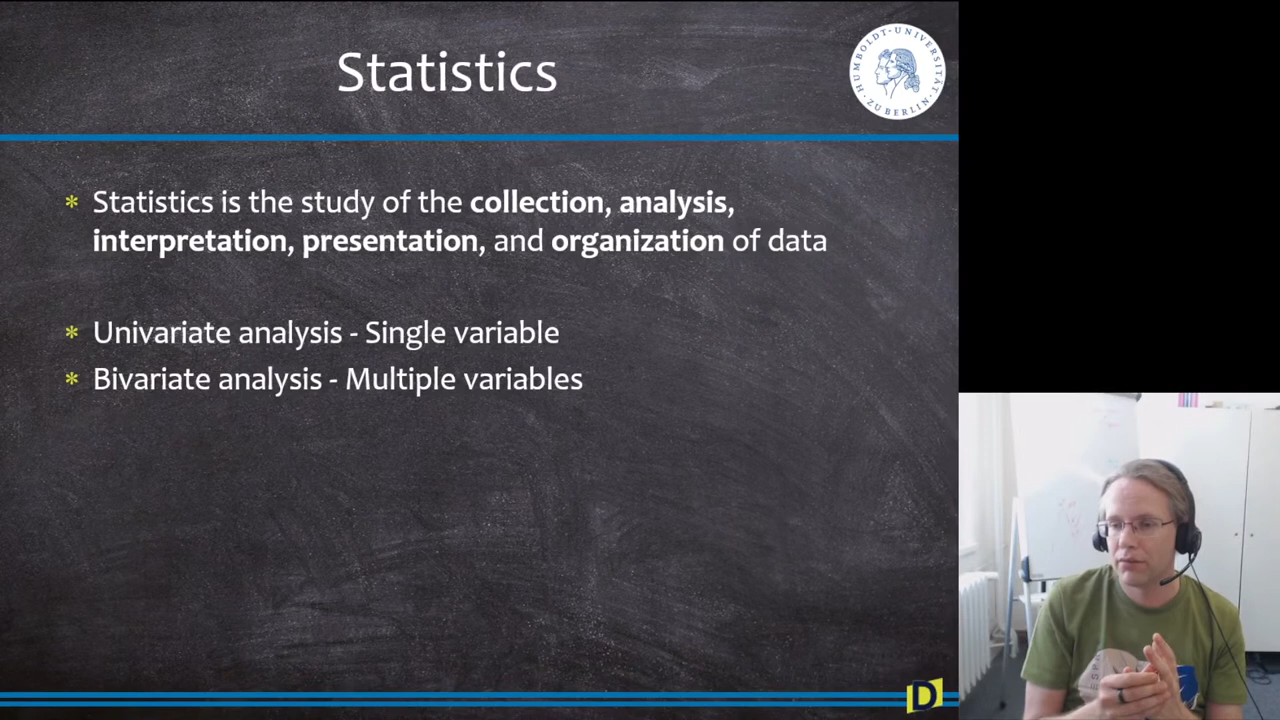 Statistics
HUMBOLDT-UNIVERSITÄT
ZU BERLIN
* Statistics is the study of the collection, analysis,
interpretation, presentation, and organization of data
* Univariate analysis - Single variable
* Bivariate analysis - Multiple variables
D